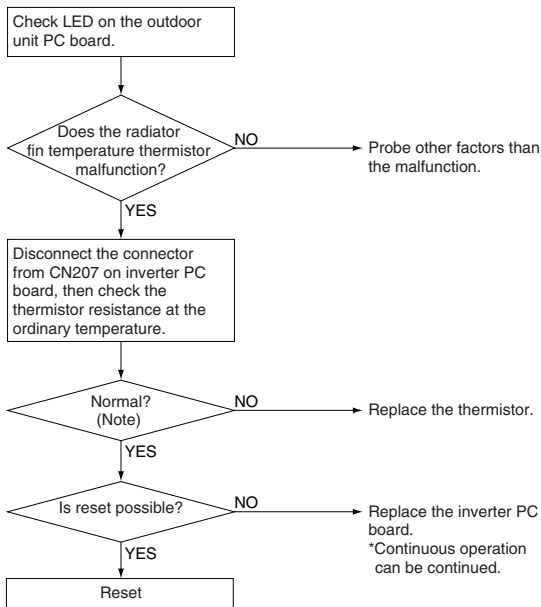 Check LED on the outdoor
unit PC board.
Does the radiator
fin temperature thermistor
malfunction?
NO
Probe other factors than
the malfunction.
YES
Disconnect the connector
from CN207 on inverter PC
board, then check the
thermistor resistance at the
ordinary temperature.
Normal?
(Note)
NO
Replace the thermistor.
YES
Is reset possible?
NO
Replace the inverter PC
board.
*Continuous operation
can be continued.
YES
Reset